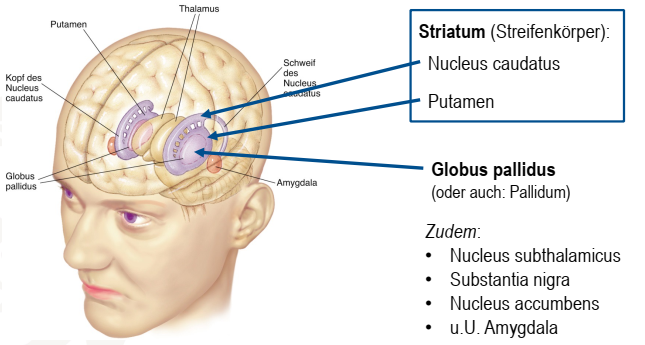 Thalamus
Putamen
Kopf des
Nucleus
caudatus
Schweif
des
Nucleus
caudatus
Globus
pallidus
Amygdala
Striatum (Streifenkörper):
Nucleus caudatus
Putamen
Globus pallidus
(oder auch: Pallidum)
Zudem:
• Nucleus subthalamicus
• Substantia nigra
• Nucleus accumbens
• u.U. Amygdala